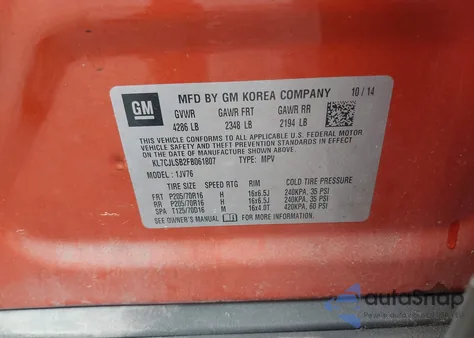 GM
MFD BY GM KOREA COMPANY 10/14
GVWR GAWR FRT GAWR RR
4286 LB 2348 LB 2194 LB
THIS VEHICLE CONFORMS TO ALL APPLICABLE U.S. FEDERAL MOTOR
VEHICLE SAFETY AND THEFT PREVENTION STANDARDS IN EFFECT
ON THE DATE OF MANUFACTURE SHOWN ABOVE.
KL7CJLSB2FB061807 TYPE: MPV
MODEL: 1JV76
TIRE SIZE SPEED RTG RIM COLD TIRE PRESSURE
FRT P205/70R16 H 16x6.5J 240KPA, 35 PSI
RR P205/70R16 H 16x6.5J 240KPA, 35 PSI
SPA T125/70D16 M 16x4.0T 420KPA, 60 PSI
SEE OWNER'S MANUAL FOR ADDITIONAL INFORMATION.
autoSnap